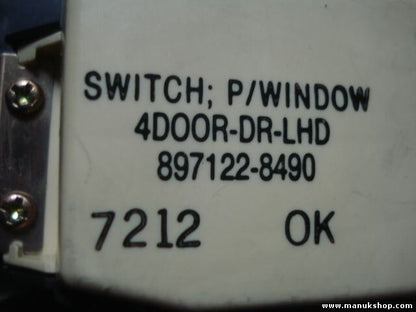 SWITCH; P/WINDOW
4DOOR-DR-LHD
897122-8490
7212 OK
www.manukshop.com